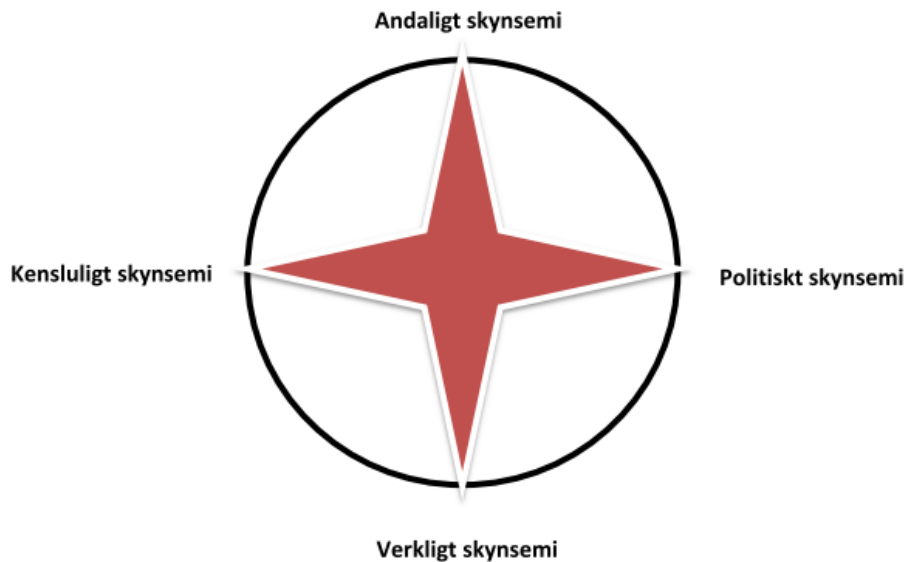 Andaligt skynsemi
Kensluligt skynsemi
Politiskt skynsemi
Verkligt skynsemi